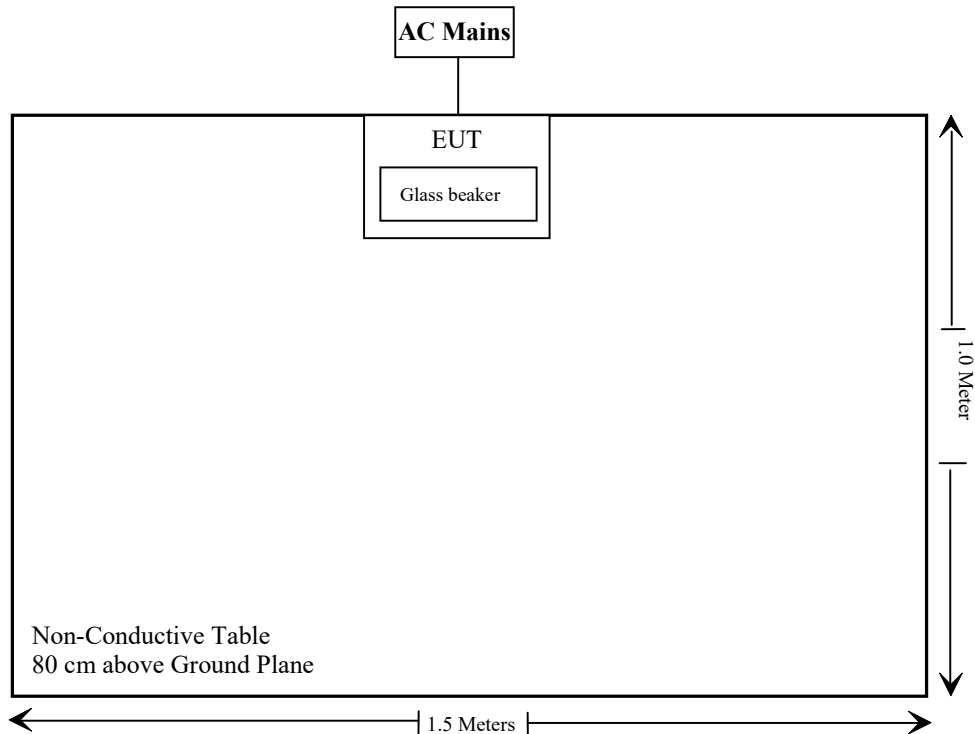 AC Mains
EUT
Glass beaker
1.0 Meter
Non-Conductive Table
80 cm above Ground Plane
1.5 Meters